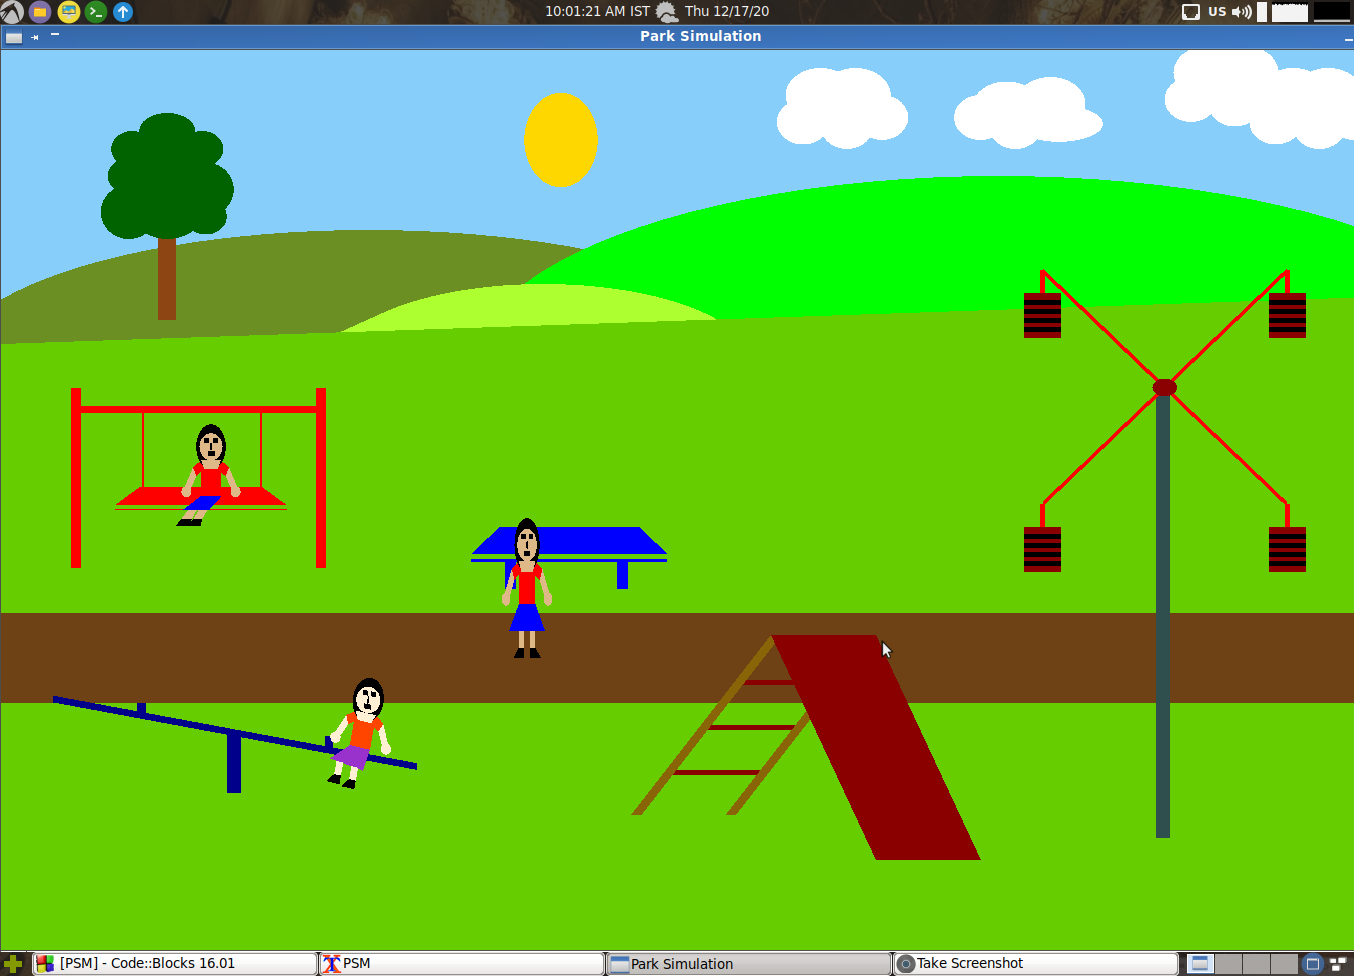 10:01:21 AM IST Thu 12/17/20 US
Park Simulation
[PSM] - Code::Blocks 16.01 PSM Park Simulation Take Screenshot